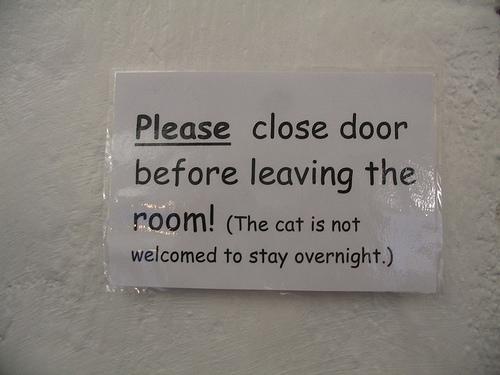 Please close door
before leaving the
room! (The cat is not
welcomed to stay overnight.)